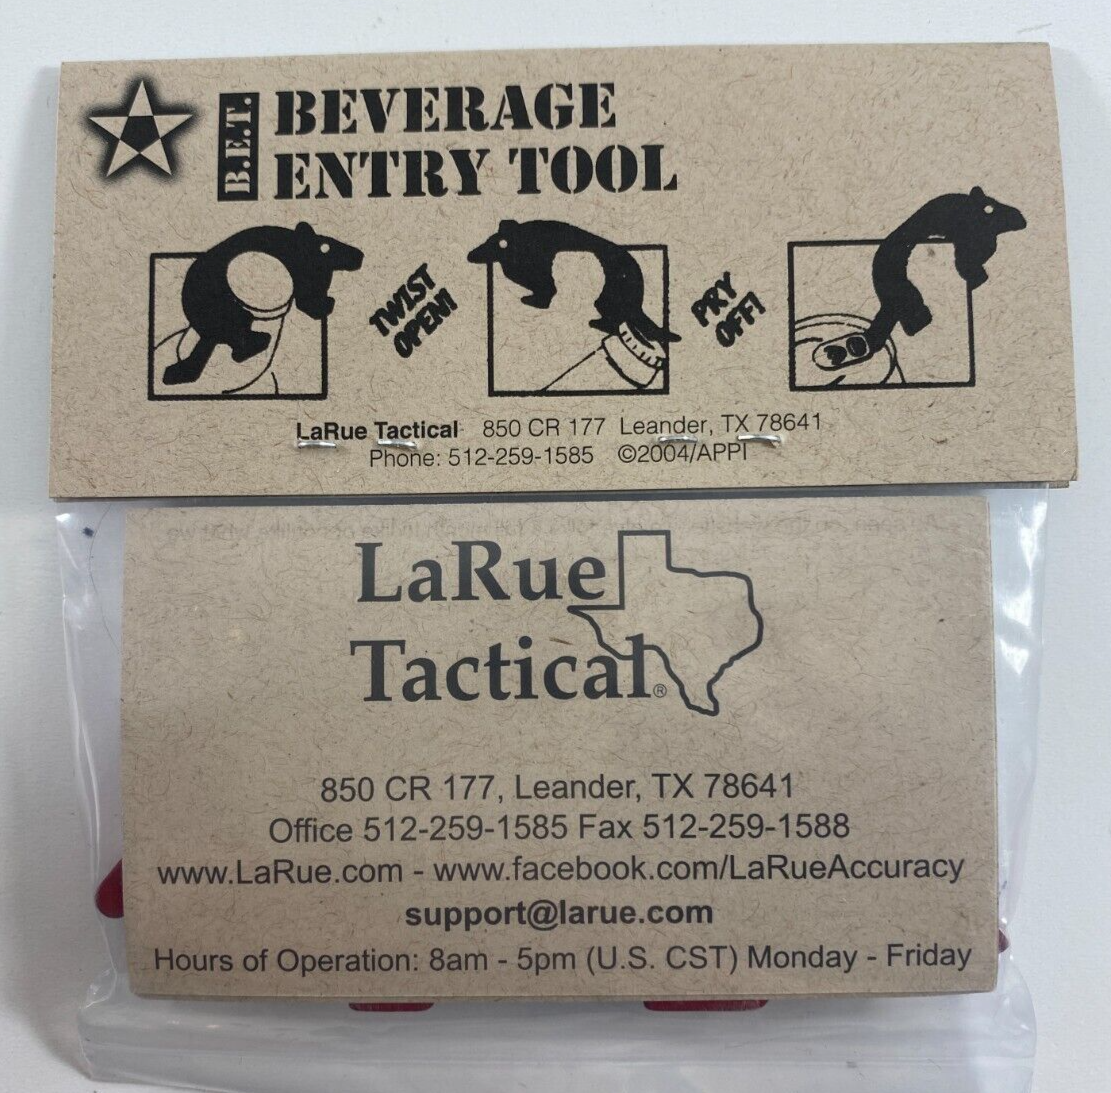 B.E.T.
BEVERAGE
ENTRY TOOL
TWIST
OPEN!
PRY
OFF!
LaRue Tactical 850 CR 177 Leander, TX 78641
Phone: 512-259-1585 ©2004/APPI
LaRue
Tactical®
850 CR 177, Leander, TX 78641
Office 512-259-1585 Fax 512-259-1588
www.LaRue.com - www.facebook.com/LaRueAccuracy
support@larue.com
Hours of Operation: 8am - 5pm (U.S. CST) Monday - Friday